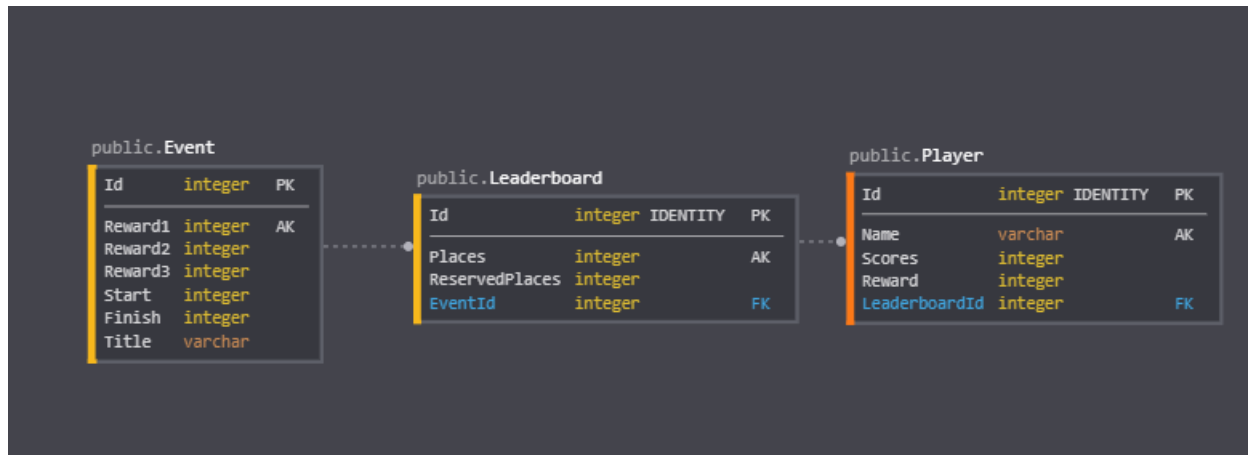 public.Event
Id integer PK
Reward1 integer AK
Reward2 integer
Reward3 integer
Start integer
Finish integer
Title varchar
public.Leaderboard
Id integer IDENTITY PK
Places integer AK
ReservedPlaces integer
EventId integer FK
public.Player
Id integer IDENTITY PK
Name varchar AK
Scores integer
Reward integer
LeaderboardId integer FK